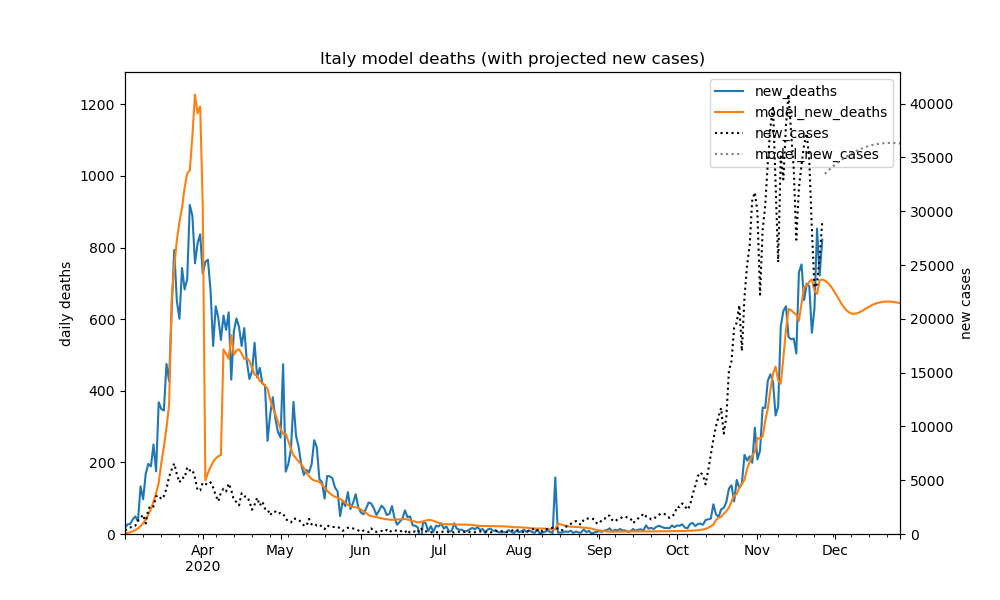 Italy model deaths (with projected new cases)
daily deaths
1200
1000
800
600
400
200
0
new_deaths
model_new_deaths
new_cases
model_new_cases
40000
35000
30000
25000
20000
15000
10000
5000
0
new cases
Apr May Jun Jul Aug Sep Oct Nov Dec
2020